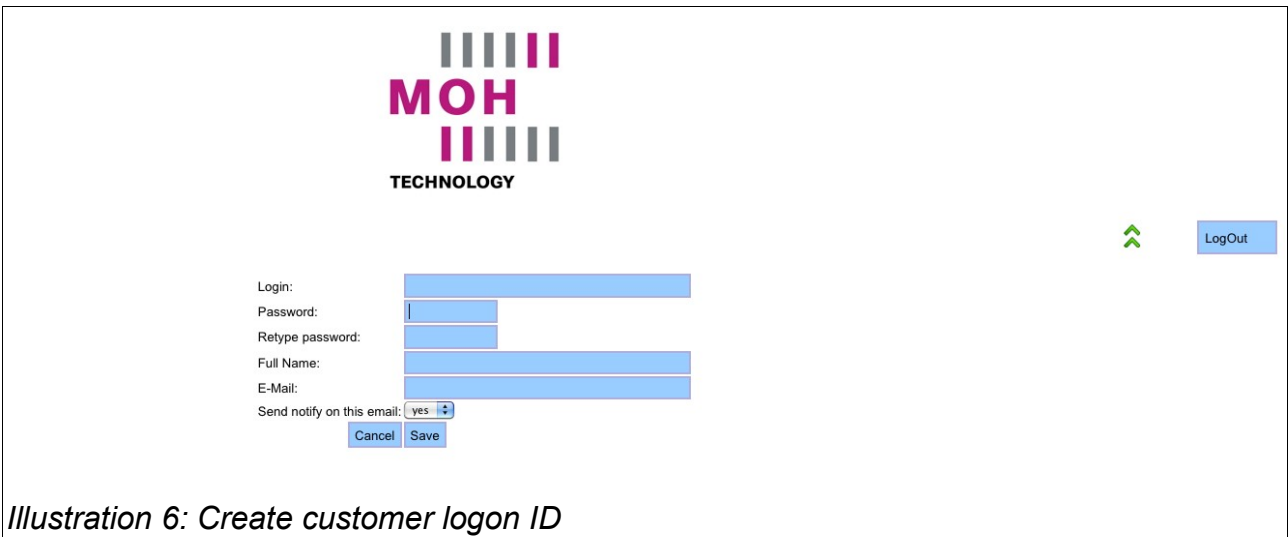 MOH
TECHNOLOGY
LogOut
Login:
Password:
Retype password:
Full Name:
E-Mail:
Send notify on this email: yes
Cancel Save
Illustration 6: Create customer logon ID